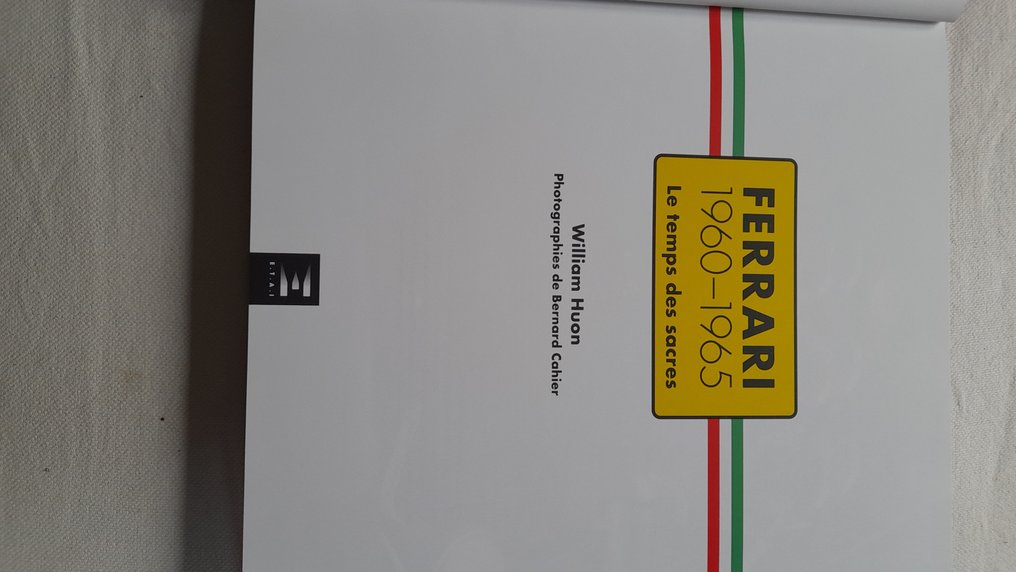 FERRARI
1960–1965
Le temps des sacres
William Huon
Photographies de Bernard Cahier
E.T.A.I